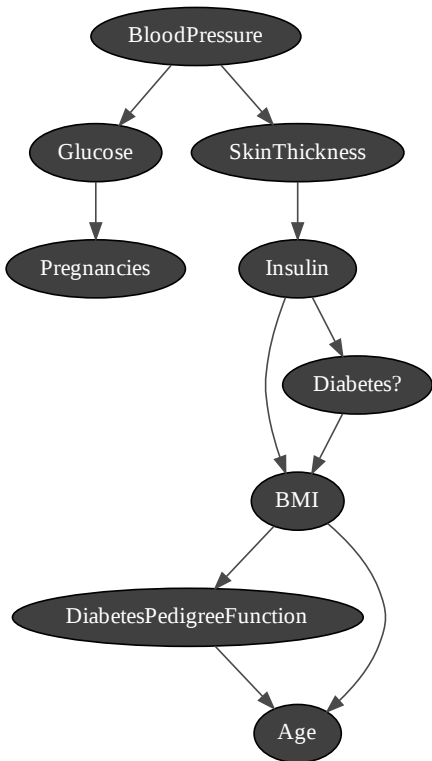 BloodPressure
Glucose
SkinThickness
Pregnancies
Insulin
Diabetes?
BMI
DiabetesPedigreeFunction
Age